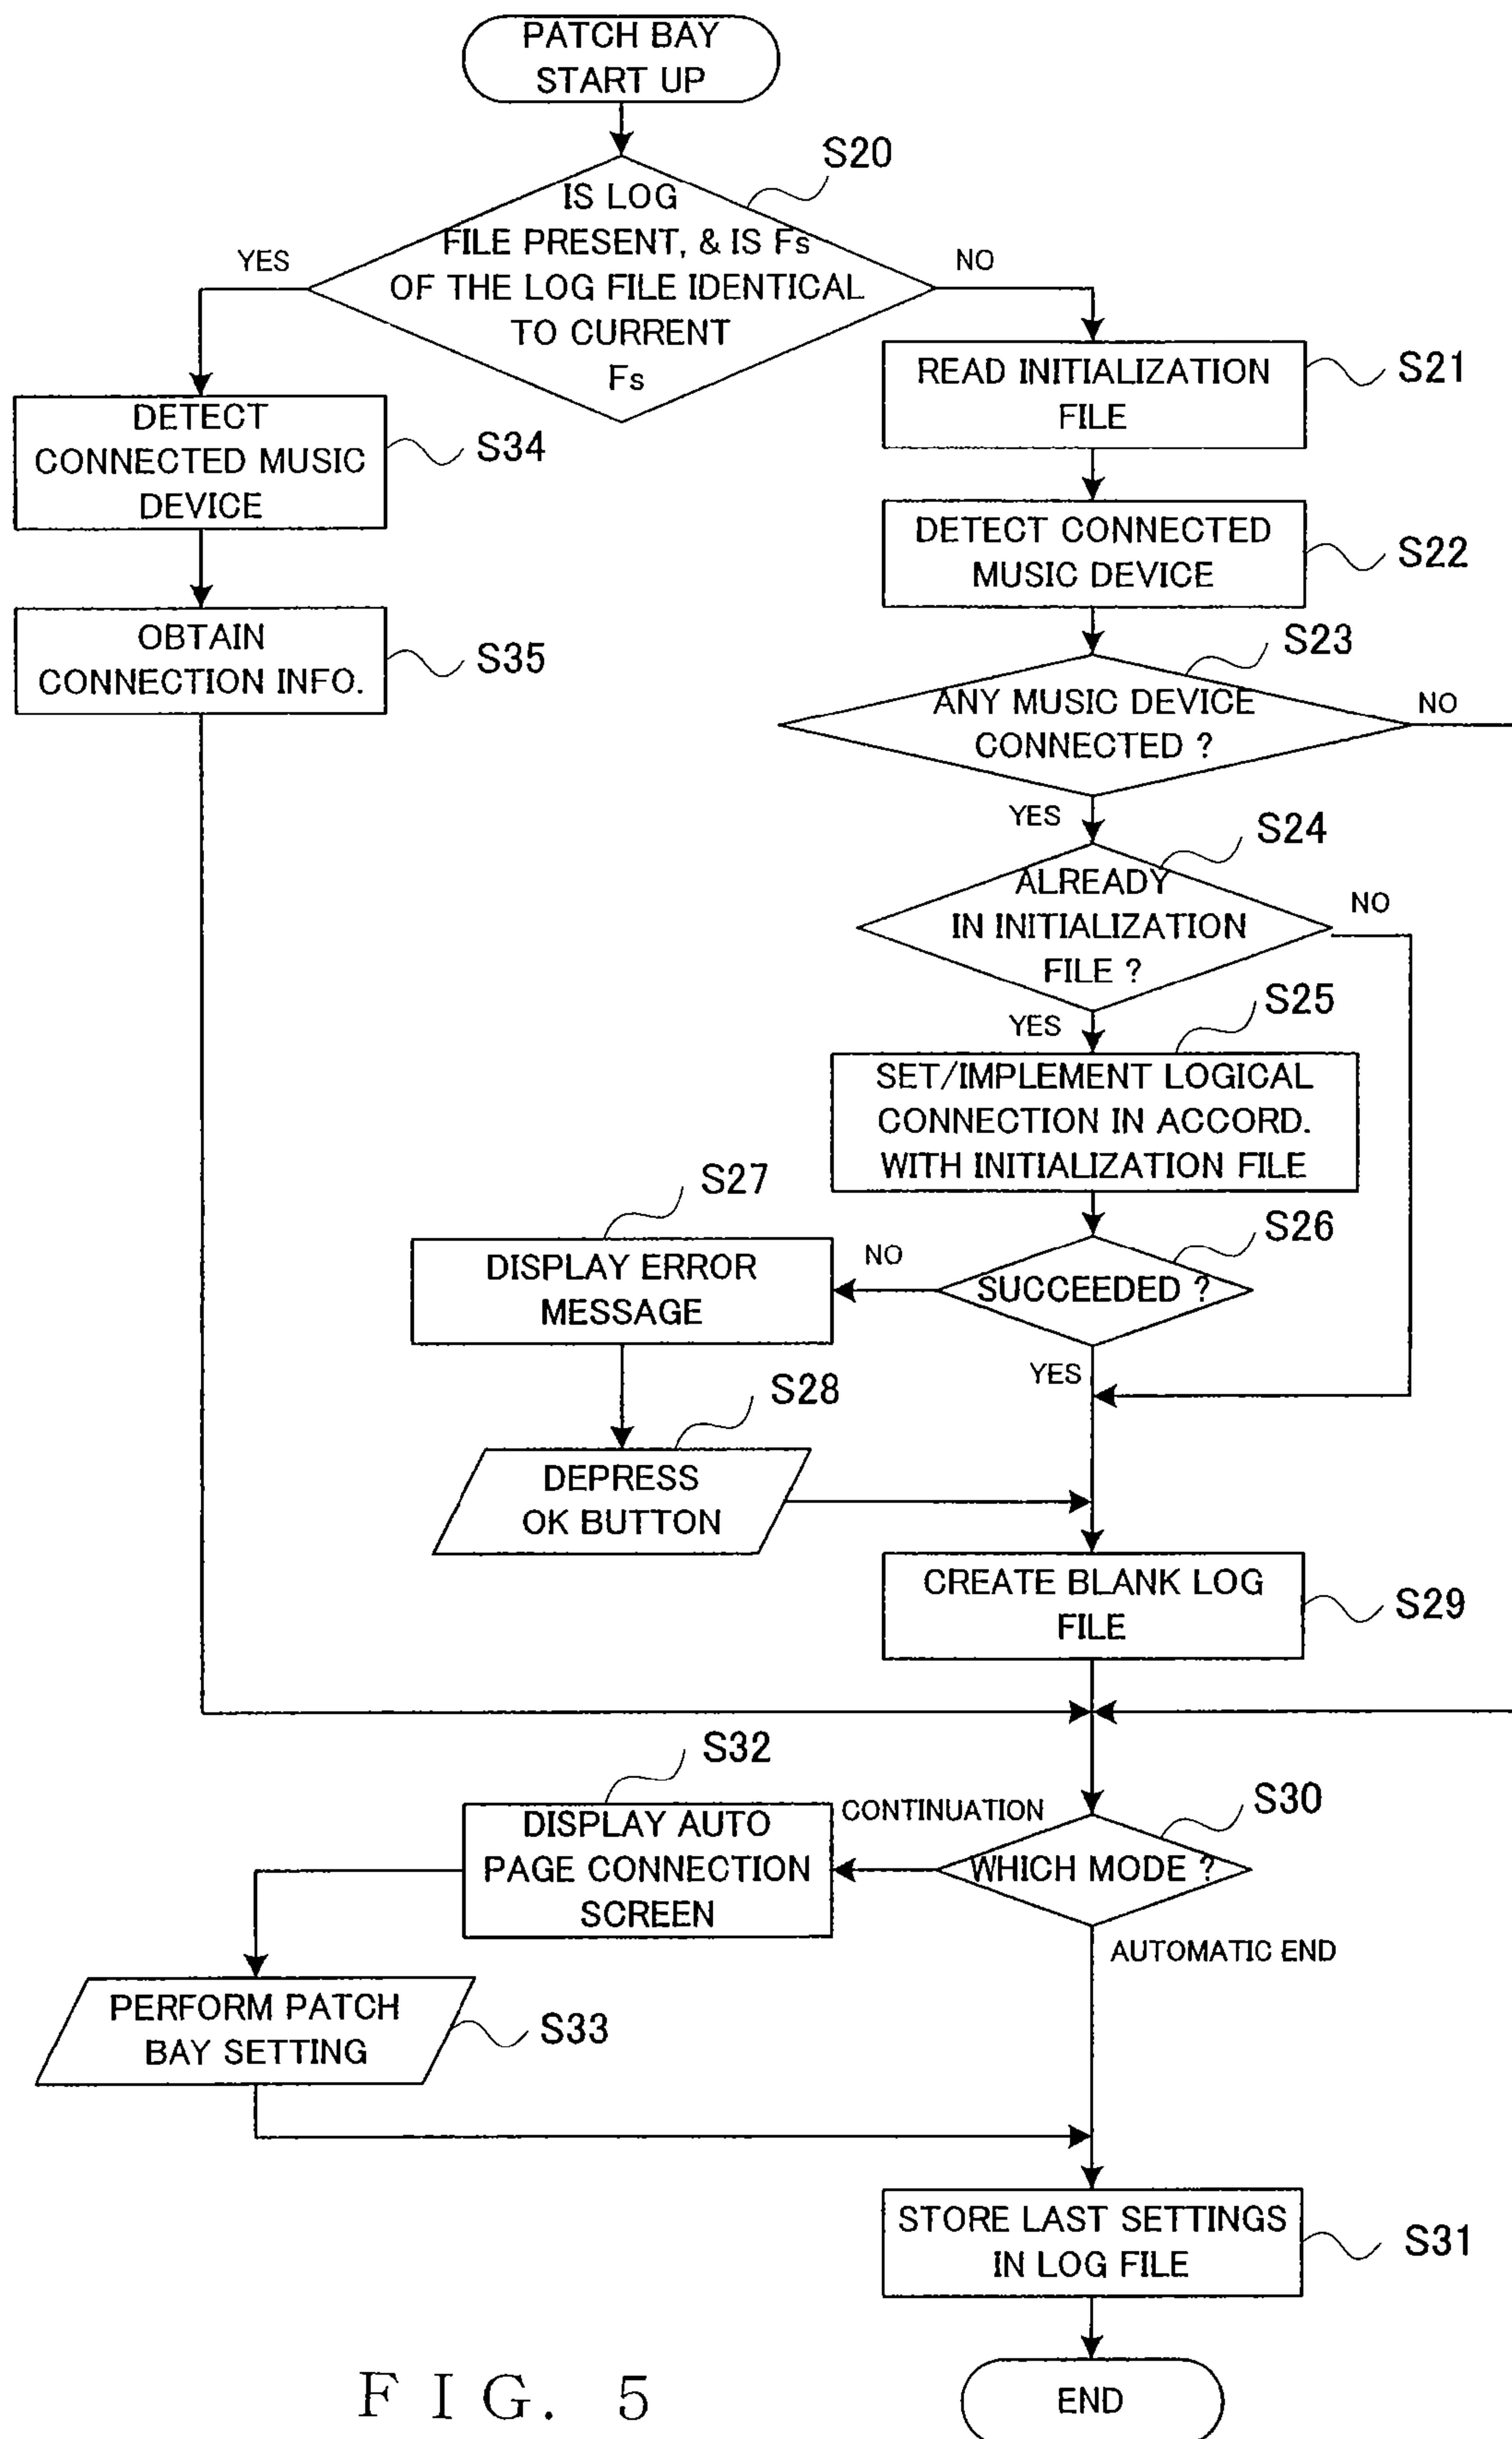 PATCH BAY
START UP
S20
IS LOG
FILE PRESENT, & IS Fs
OF THE LOG FILE IDENTICAL
TO CURRENT
Fs
YES
NO
DETECT
CONNECTED MUSIC
DEVICE
S34
OBTAIN
CONNECTION INFO.
S35
READ INITIALIZATION
FILE
S21
DETECT CONNECTED
MUSIC DEVICE
S22
S23
ANY MUSIC DEVICE
CONNECTED ?
NO
YES
S24
ALREADY
IN INITIALIZATION
FILE ?
NO
YES
S25
SET/IMPLEMENT LOGICAL
CONNECTION IN ACCORD.
WITH INITIALIZATION FILE
S26
SUCCEEDED ?
NO
YES
S27
DISPLAY ERROR
MESSAGE
S28
DEPRESS
OK BUTTON
CREATE BLANK LOG
FILE
S29
S30
WHICH MODE ?
CONTINUATION
AUTOMATIC END
S32
DISPLAY AUTO
PAGE CONNECTION
SCREEN
PERFORM PATCH
BAY SETTING
S33
STORE LAST SETTINGS
IN LOG FILE
S31
END
FIG. 5